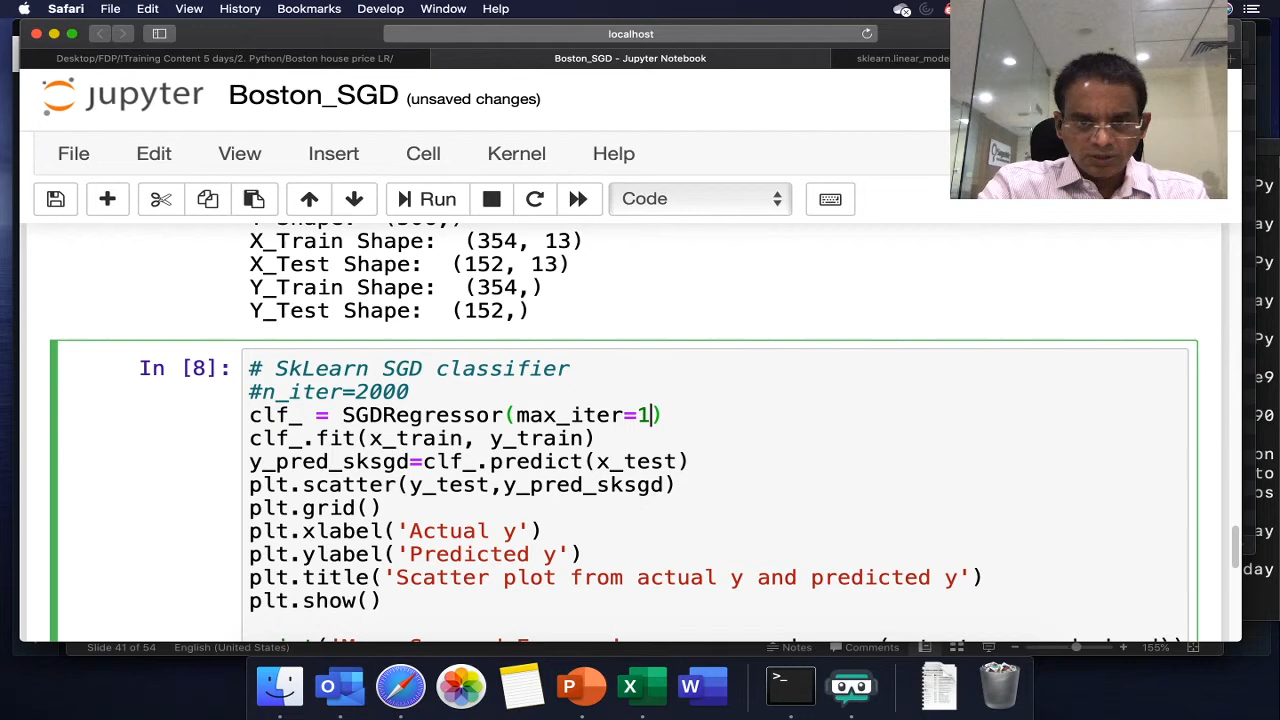 Safari File Edit View History Bookmarks Develop Window Help
localhost
Desktop/FDP/!Training Content 5 days/2. Python/Boston house price LR/
Boston_SGD - Jupyter Notebook
sklearn.linear_mode
jupyter Boston_SGD (unsaved changes)
File Edit View Insert Cell Kernel Help
Run
Code
X_Train Shape: (354, 13)
X_Test Shape: (152, 13)
Y_Train Shape: (354,)
Y_Test Shape: (152,)
In [8]:
# SkLearn SGD classifier
#n_iter=2000
clf_ = SGDRegressor(max_iter=1)
clf_.fit(x_train, y_train)
y_pred_sksgd=clf_.predict(x_test)
plt.scatter(y_test,y_pred_sksgd)
plt.grid()
plt.xlabel('Actual y')
plt.ylabel('Predicted y')
plt.title('Scatter plot from actual y and predicted y')
plt.show()
Slide 41 of 54 English (United States) Notes Comments 155%